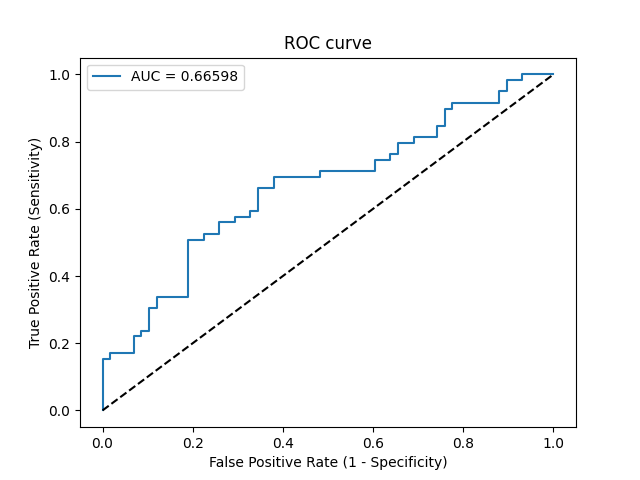 ROC curve
AUC = 0.66598
True Positive Rate (Sensitivity)
1.0
0.8
0.6
0.4
0.2
0.0
0.0 0.2 0.4 0.6 0.8 1.0
False Positive Rate (1 - Specificity)